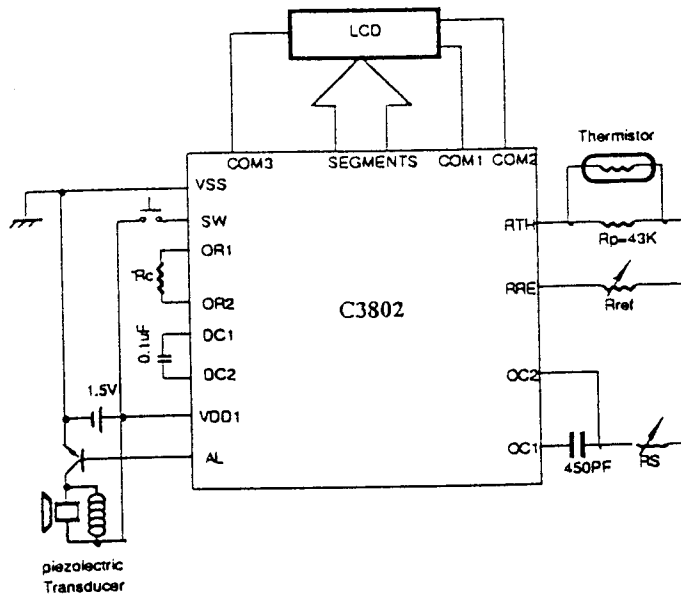 LCD
COM3
SEGMENTS
COM1
COM2
Thermistor
VSS
SW
RTH
Rp=43K
OR1
Rc
OR2
RRE
Rref
C3802
DC1
0.1uF
DC2
OC2
1.5V
VDD1
OC1
450PF
RS
AL
piezolectric
Transducer